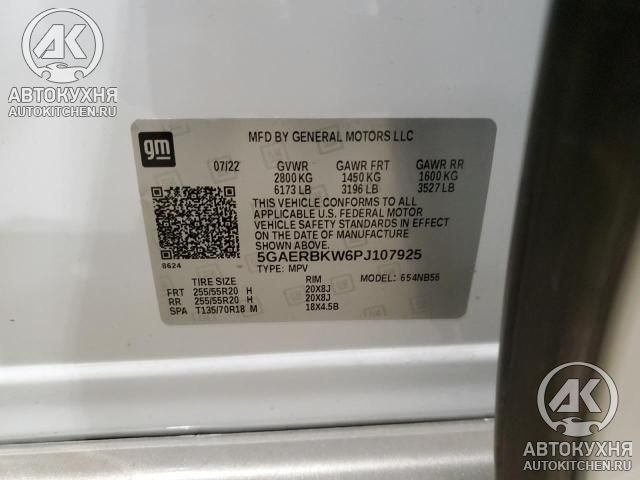 AK
АВТОКУХНЯ
AUTOKITCHEN.RU
gm
MFD BY GENERAL MOTORS LLC
07/22 GVWR GAWR FRT GAWR RR
2800 KG 1450 KG 1600 KG
6173 LB 3196 LB 3527 LB
THIS VEHICLE CONFORMS TO ALL
APPLICABLE U.S. FEDERAL MOTOR
VEHICLE SAFETY STANDARDS IN EFFECT
ON THE DATE OF MANUFACTURE
SHOWN ABOVE.
8624
5GAERBKW6PJ107925
TYPE: MPV
MODEL: 654NB56
TIRE SIZE RIM
FRT 255/55R20 H 20X8J
RR 255/55R20 H 20X8J
SPA T135/70R18 M 18X4.5B
AK
АВТОКУХНЯ
AUTOKITCHEN.RU